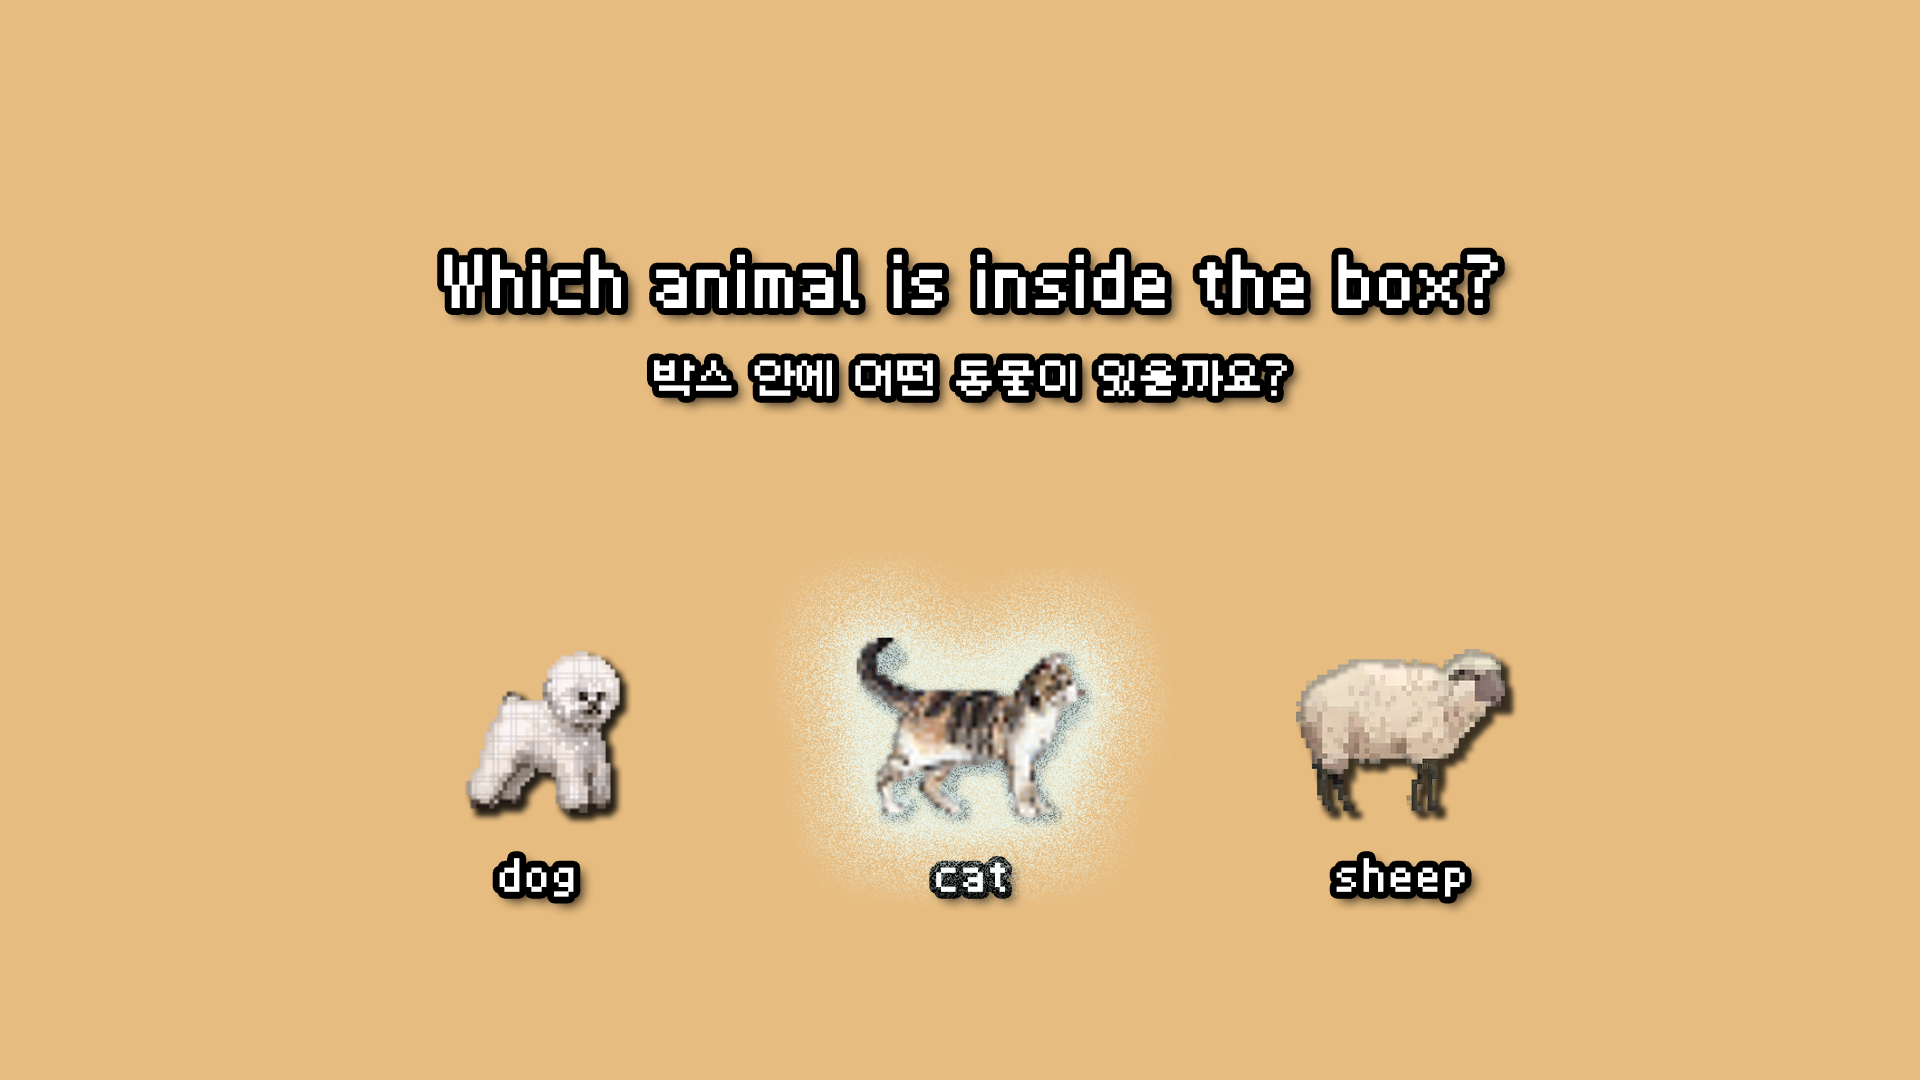 Which animal is inside the box?
박스 안에 어떤 동물이 있을까요?
dog
cat
sheep